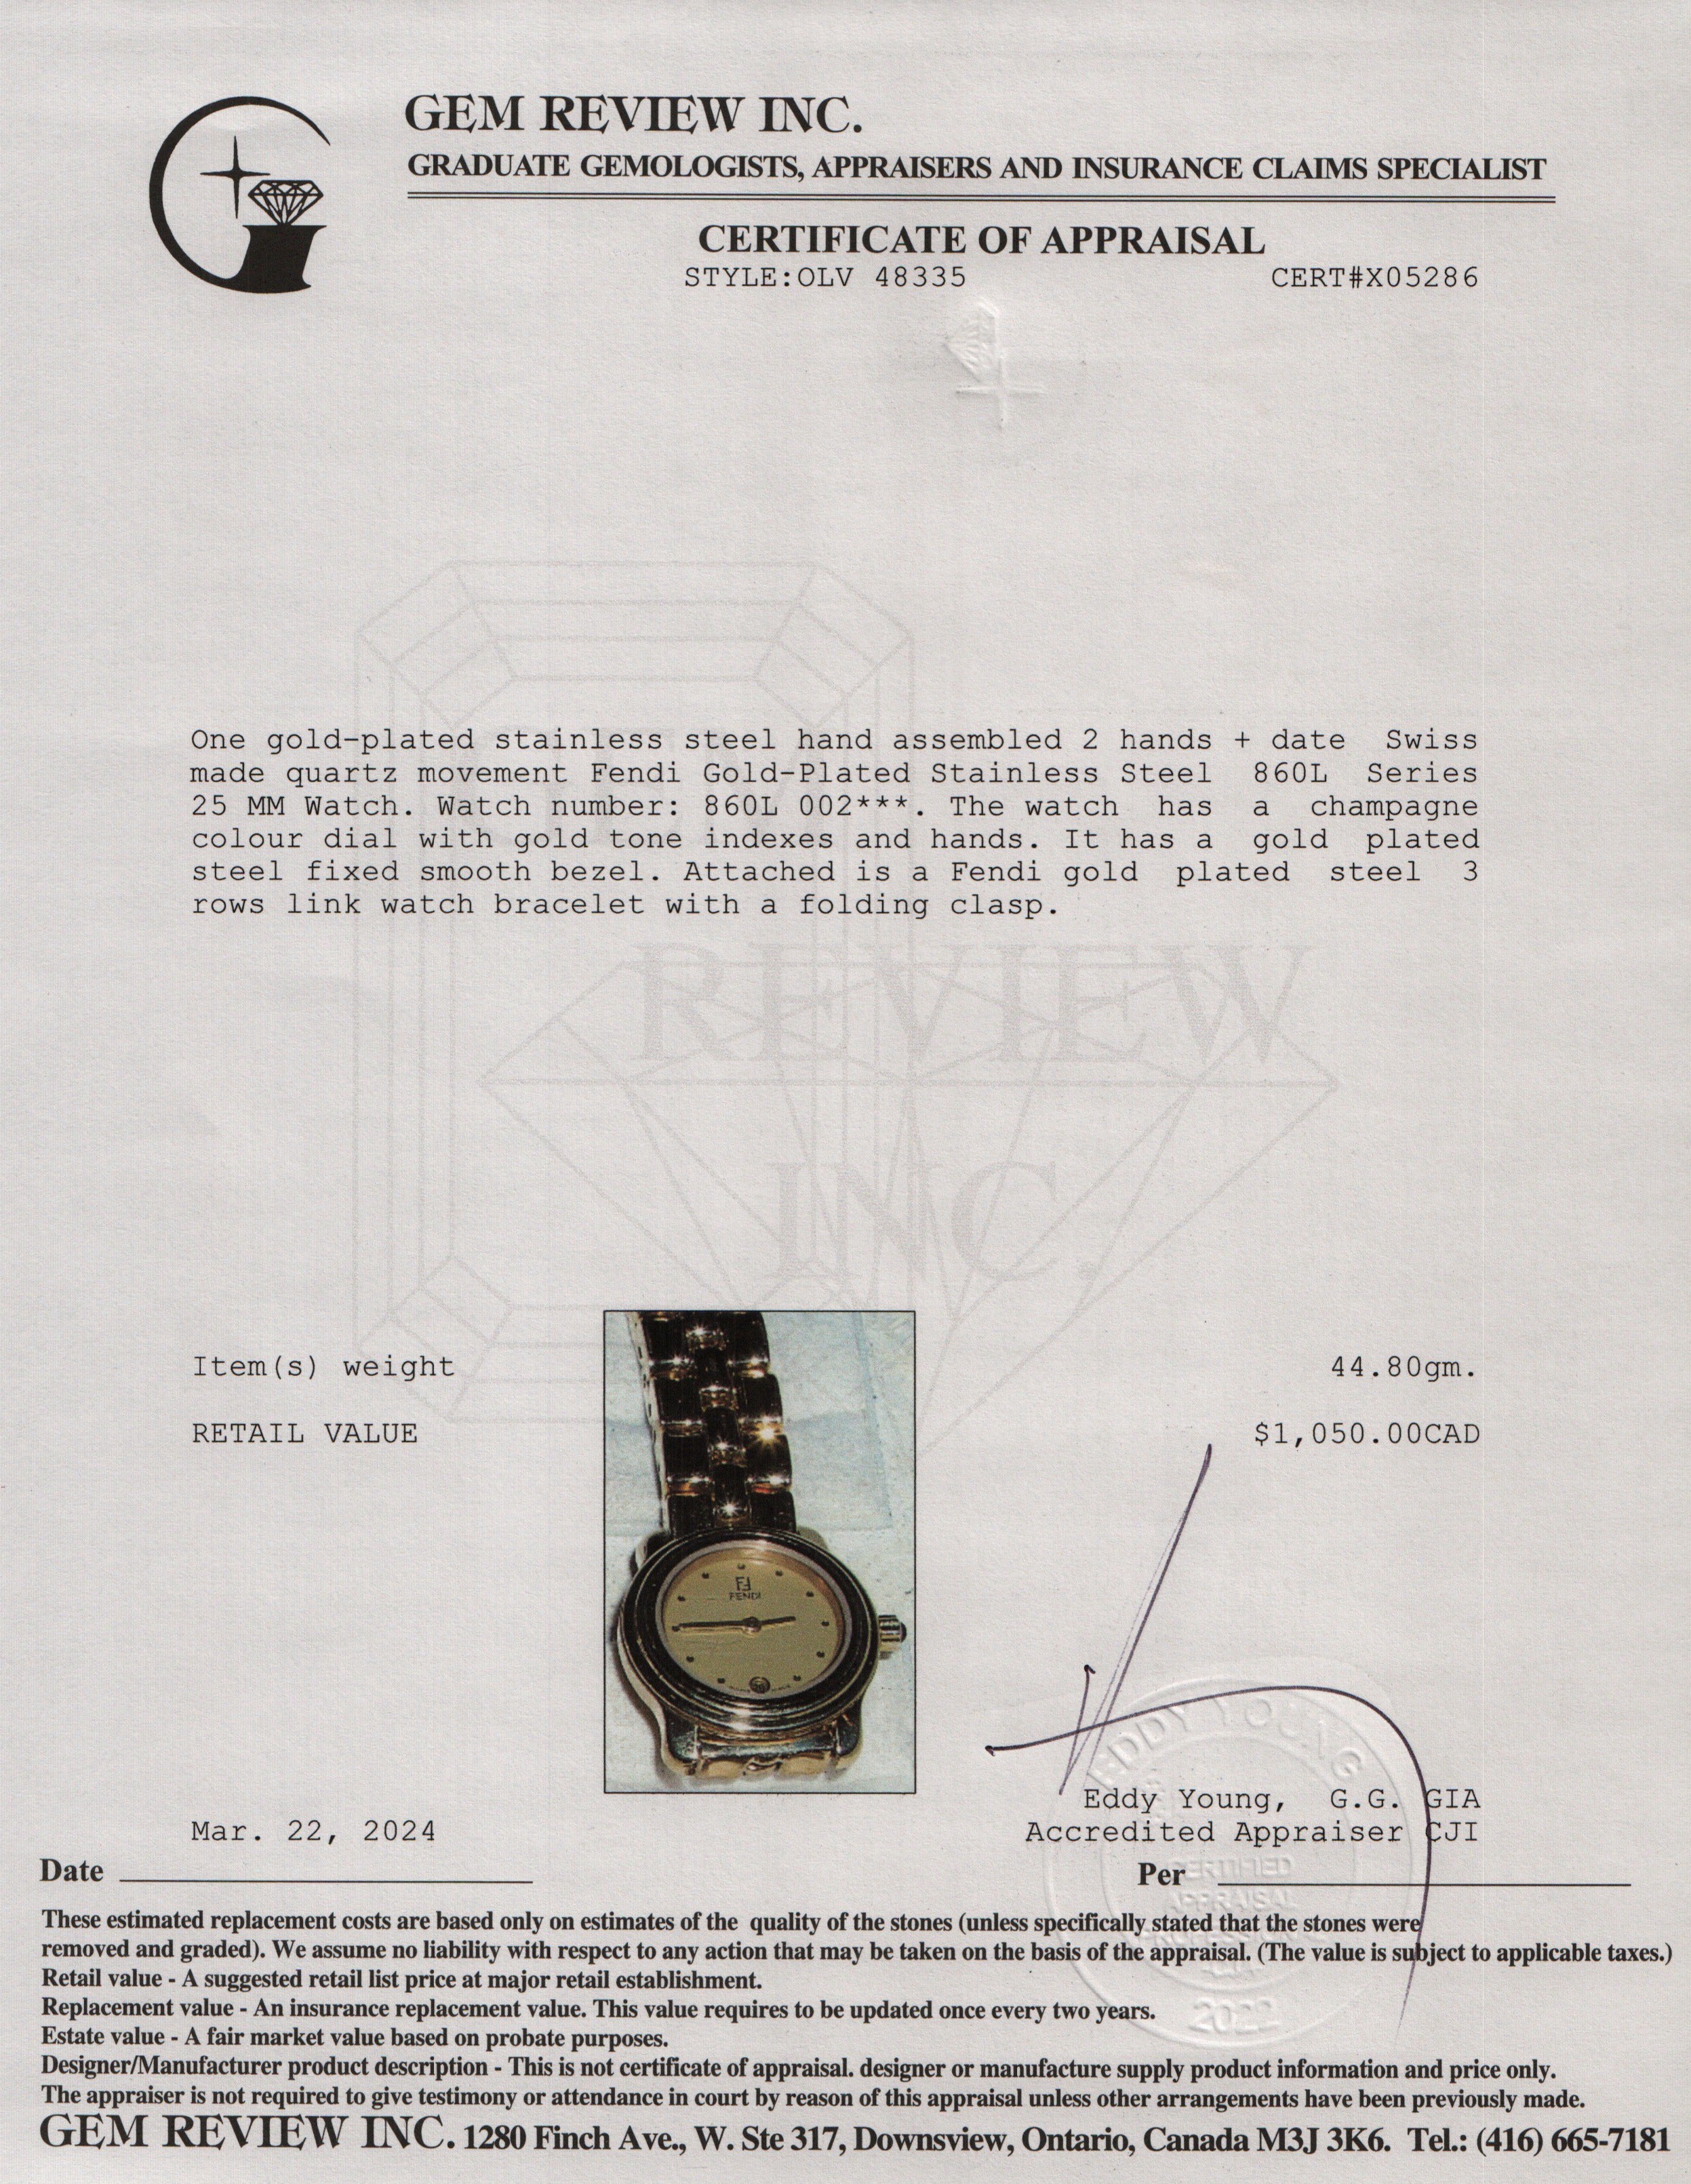 GEM REVIEW INC.
GRADUATE GEMOLOGISTS, APPRAISERS AND INSURANCE CLAIMS SPECIALIST
CERTIFICATE OF APPRAISAL
STYLE:OLV 48335 CERT#X05286
One gold-plated stainless steel hand assembled 2 hands + date Swiss
made quartz movement Fendi Gold-Plated Stainless Steel 860L Series
25 MM Watch. Watch number: 860L 002***. The watch has a champagne
colour dial with gold tone indexes and hands. It has a gold plated
steel fixed smooth bezel. Attached is a Fendi gold plated steel 3
rows link watch bracelet with a folding clasp.
REVIEW
INC.
Item(s) weight 44.80gm.
RETAIL VALUE $1,050.00CAD
FENDI
EDDY YOUNG
Eddy Young, G.G. GIA
Mar. 22, 2024 Accredited Appraiser CJI
Date Per
CERTIFIED
APPRAISAL
PROFESSIONAL
2022
These estimated replacement costs are based only on estimates of the quality of the stones (unless specifically stated that the stones were
removed and graded). We assume no liability with respect to any action that may be taken on the basis of the appraisal. (The value is subject to applicable taxes.)
Retail value - A suggested retail list price at major retail establishment.
Replacement value - An insurance replacement value. This value requires to be updated once every two years.
Estate value - A fair market value based on probate purposes.
Designer/Manufacturer product description - This is not certificate of appraisal. designer or manufacture supply product information and price only.
The appraiser is not required to give testimony or attendance in court by reason of this appraisal unless other arrangements have been previously made.
GEM REVIEW INC. 1280 Finch Ave., W. Ste 317, Downsview, Ontario, Canada M3J 3K6. Tel.: (416) 665-7181